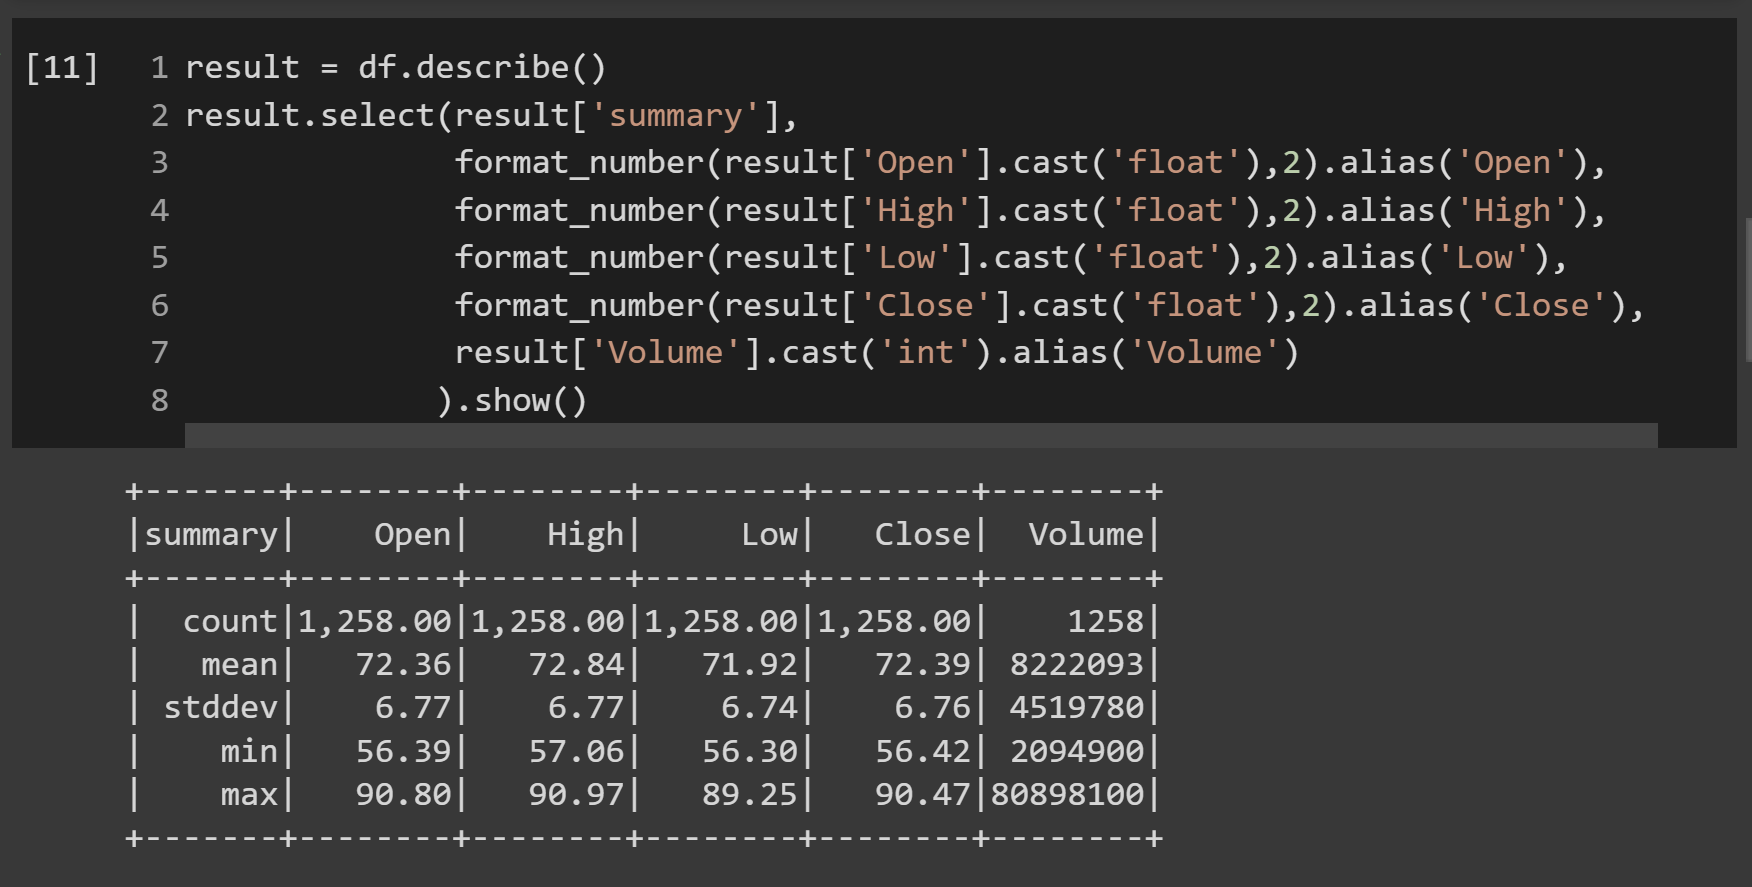 [11] 1 result = df.describe()
2 result.select(result['summary'],
3               format_number(result['Open'].cast('float'),2).alias('Open'),
4               format_number(result['High'].cast('float'),2).alias('High'),
5               format_number(result['Low'].cast('float'),2).alias('Low'),
6               format_number(result['Close'].cast('float'),2).alias('Close'),
7               result['Volume'].cast('int').alias('Volume')
8              ).show()
+-------+--------+--------+--------+--------+--------+
|summary|    Open|    High|     Low|   Close|  Volume|
+-------+--------+--------+--------+--------+--------+
|  count|1,258.00|1,258.00|1,258.00|1,258.00|    1258|
|   mean|   72.36|   72.84|   71.92|   72.39| 8222093|
| stddev|    6.77|    6.77|    6.74|    6.76| 4519780|
|    min|   56.39|   57.06|   56.30|   56.42| 2094900|
|    max|   90.80|   90.97|   89.25|   90.47|80898100|
+-------+--------+--------+--------+--------+--------+